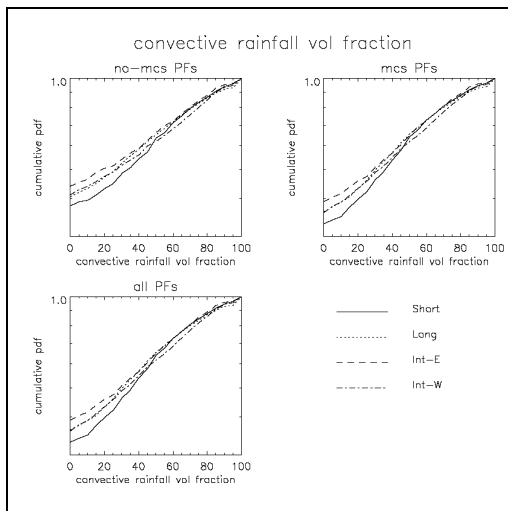 convective rainfall vol fraction
no-mcs PFs
1.0
cumulative pdf
0 20 40 60 80 100
convective rainfall vol fraction
mcs PFs
1.0
cumulative pdf
0 20 40 60 80 100
convective rainfall vol fraction
all PFs
1.0
cumulative pdf
0 20 40 60 80 100
convective rainfall vol fraction
Short
Long
Int-E
Int-W